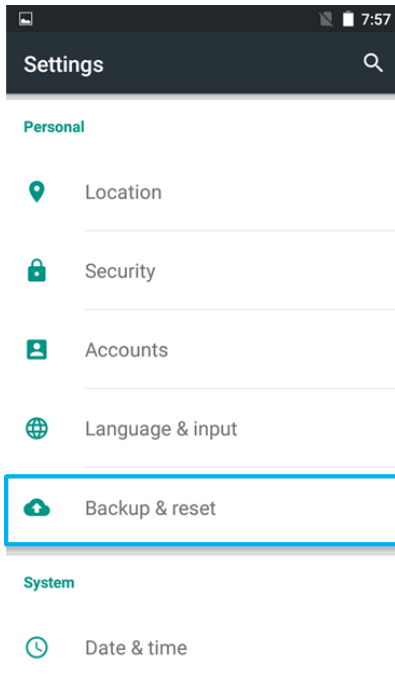 7:57
Settings
Personal
Location
Security
Accounts
Language & input
Backup & reset
System
Date & time